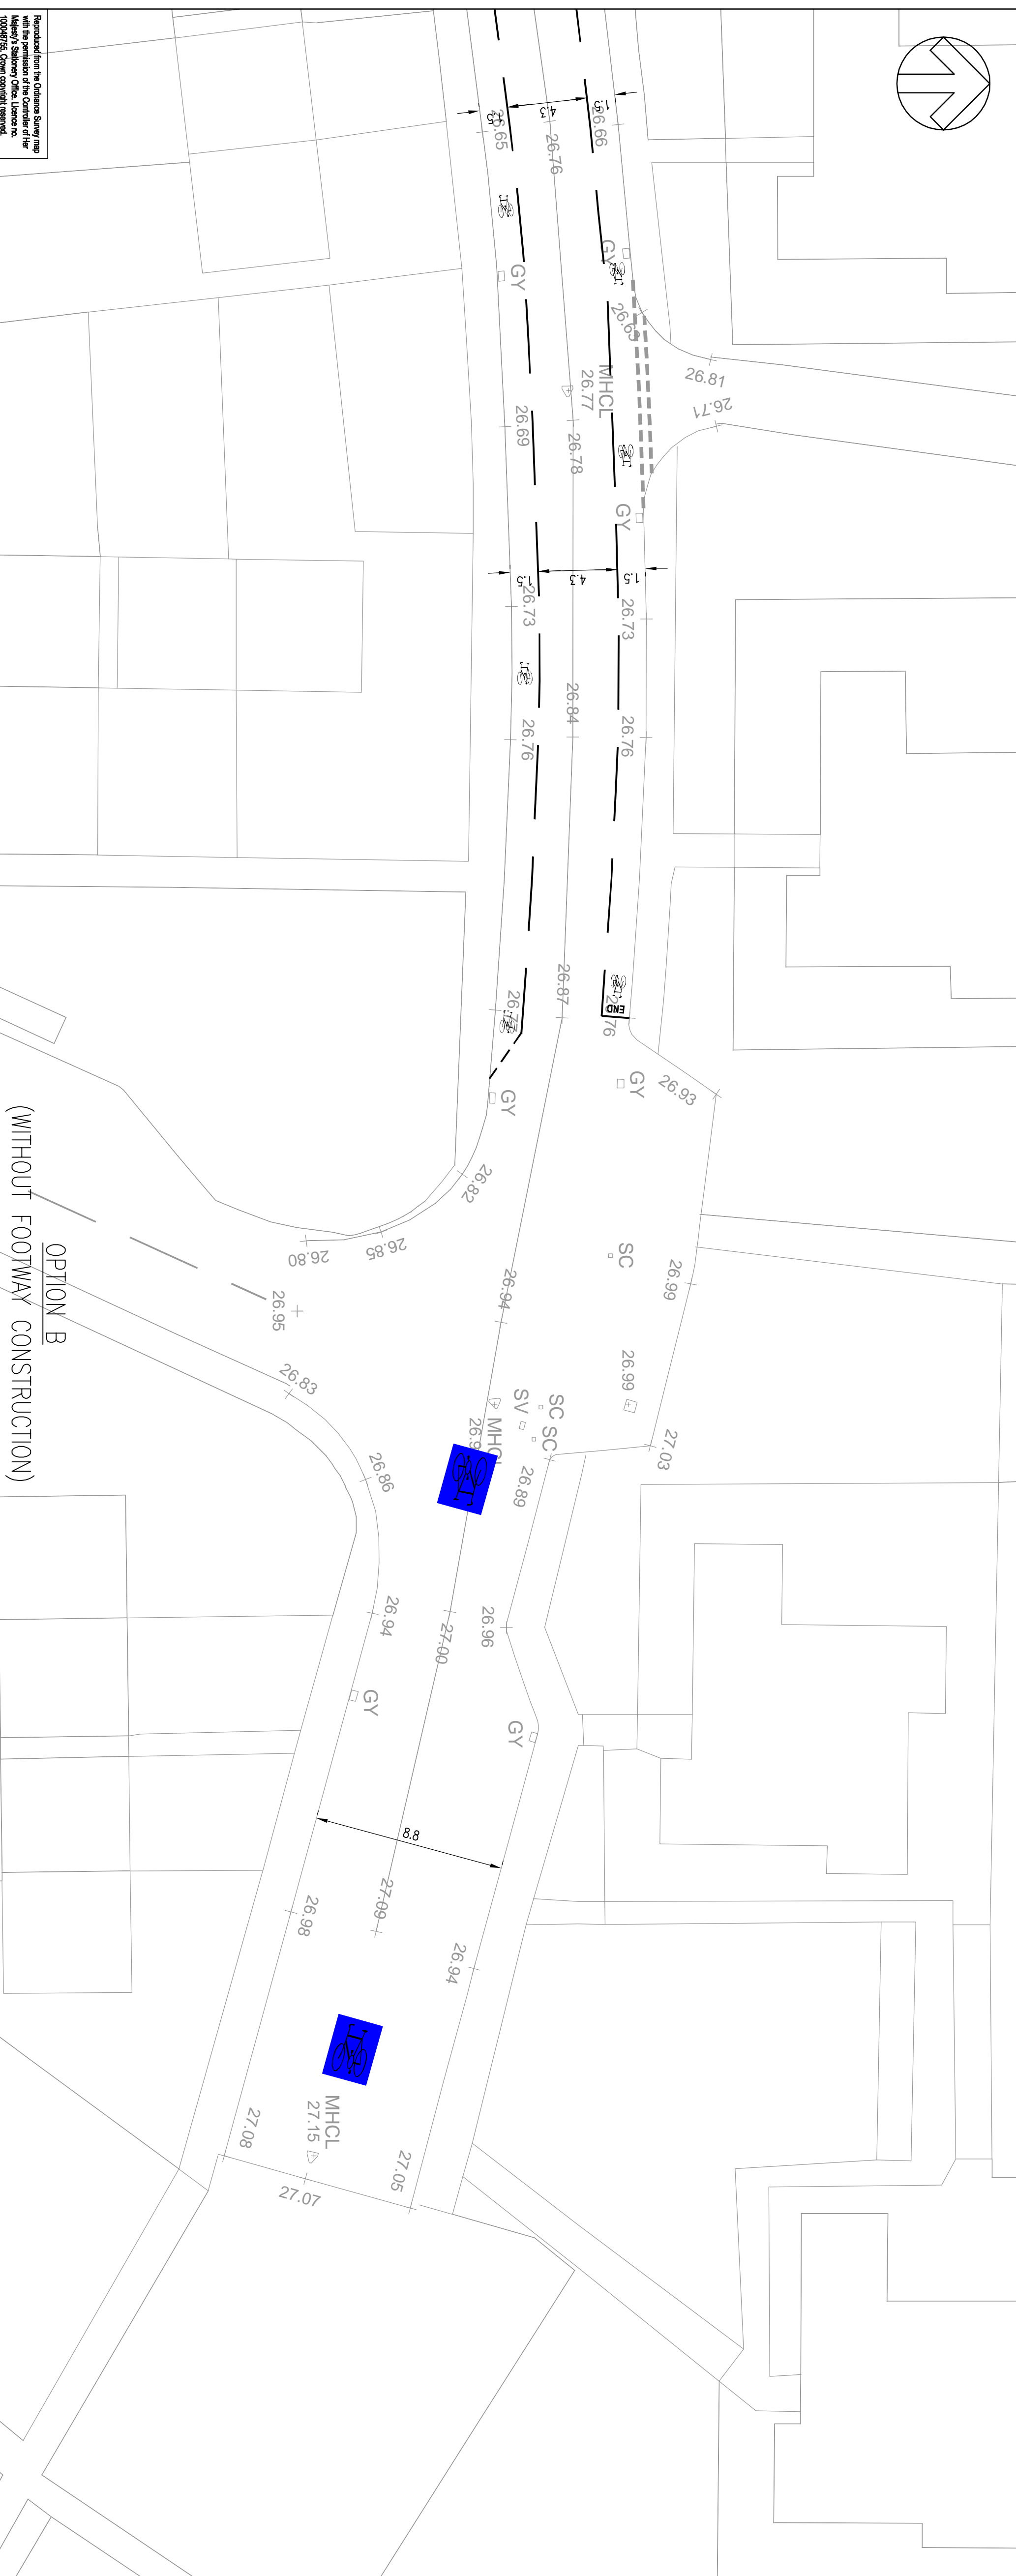 Reproduced from the Ordnance Survey map
with the permission of the Controller of Her
Majesty's Stationery Office. Licence no.
100048755. Crown copyright reserved.
1.5
4.3
26.65
26.76
26.66
GY
GY
26.81
26.71
MHCL
26.77
26.69
26.78
GY
1.5
4.3
1.5
26.73
26.73
26.84
26.76
26.76
26.87
END
GY
GY
26.93
26.82
26.85
26.80
26.95
SC
26.99
26.94
26.99
27.03
SC
SC
SV
26.89
MHCL
26.83
26.86
26.94
27.00
26.96
GY
GY
8.8
27.09
26.98
26.94
MHCL
27.15
27.08
27.07
27.05
OPTION B
(WITHOUT FOOTWAY CONSTRUCTION)